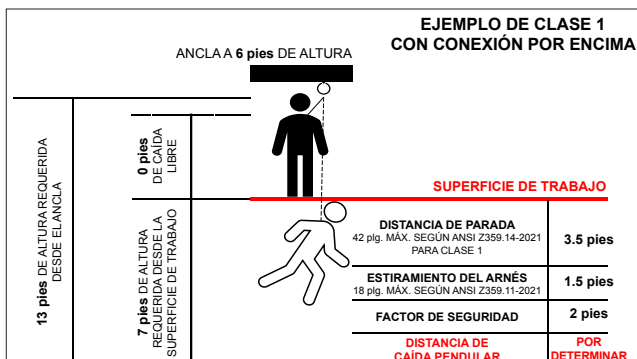 EJEMPLO DE CLASE 1
CON CONEXIÓN POR ENCIMA
ANCLA A 6 pies DE ALTURA
13 pies DE ALTURA REQUERIDA
DESDE EL ANCLA
0 pies
DE CAÍDA
LIBRE
7 pies DE ALTURA
REQUERIDA DESDE LA
SUPERFICIE DE TRABAJO
SUPERFICIE DE TRABAJO
DISTANCIA DE PARADA
42 plg. MÁX. SEGÚN ANSI Z359.14-2021
PARA CLASE 1
3.5 pies
ESTIRAMIENTO DEL ARNÉS
18 plg. MÁX. SEGÚN ANSI Z359.11-2021
1.5 pies
FACTOR DE SEGURIDAD
2 pies
DISTANCIA DE
CAÍDA PENDULAR
POR
DETERMINAR